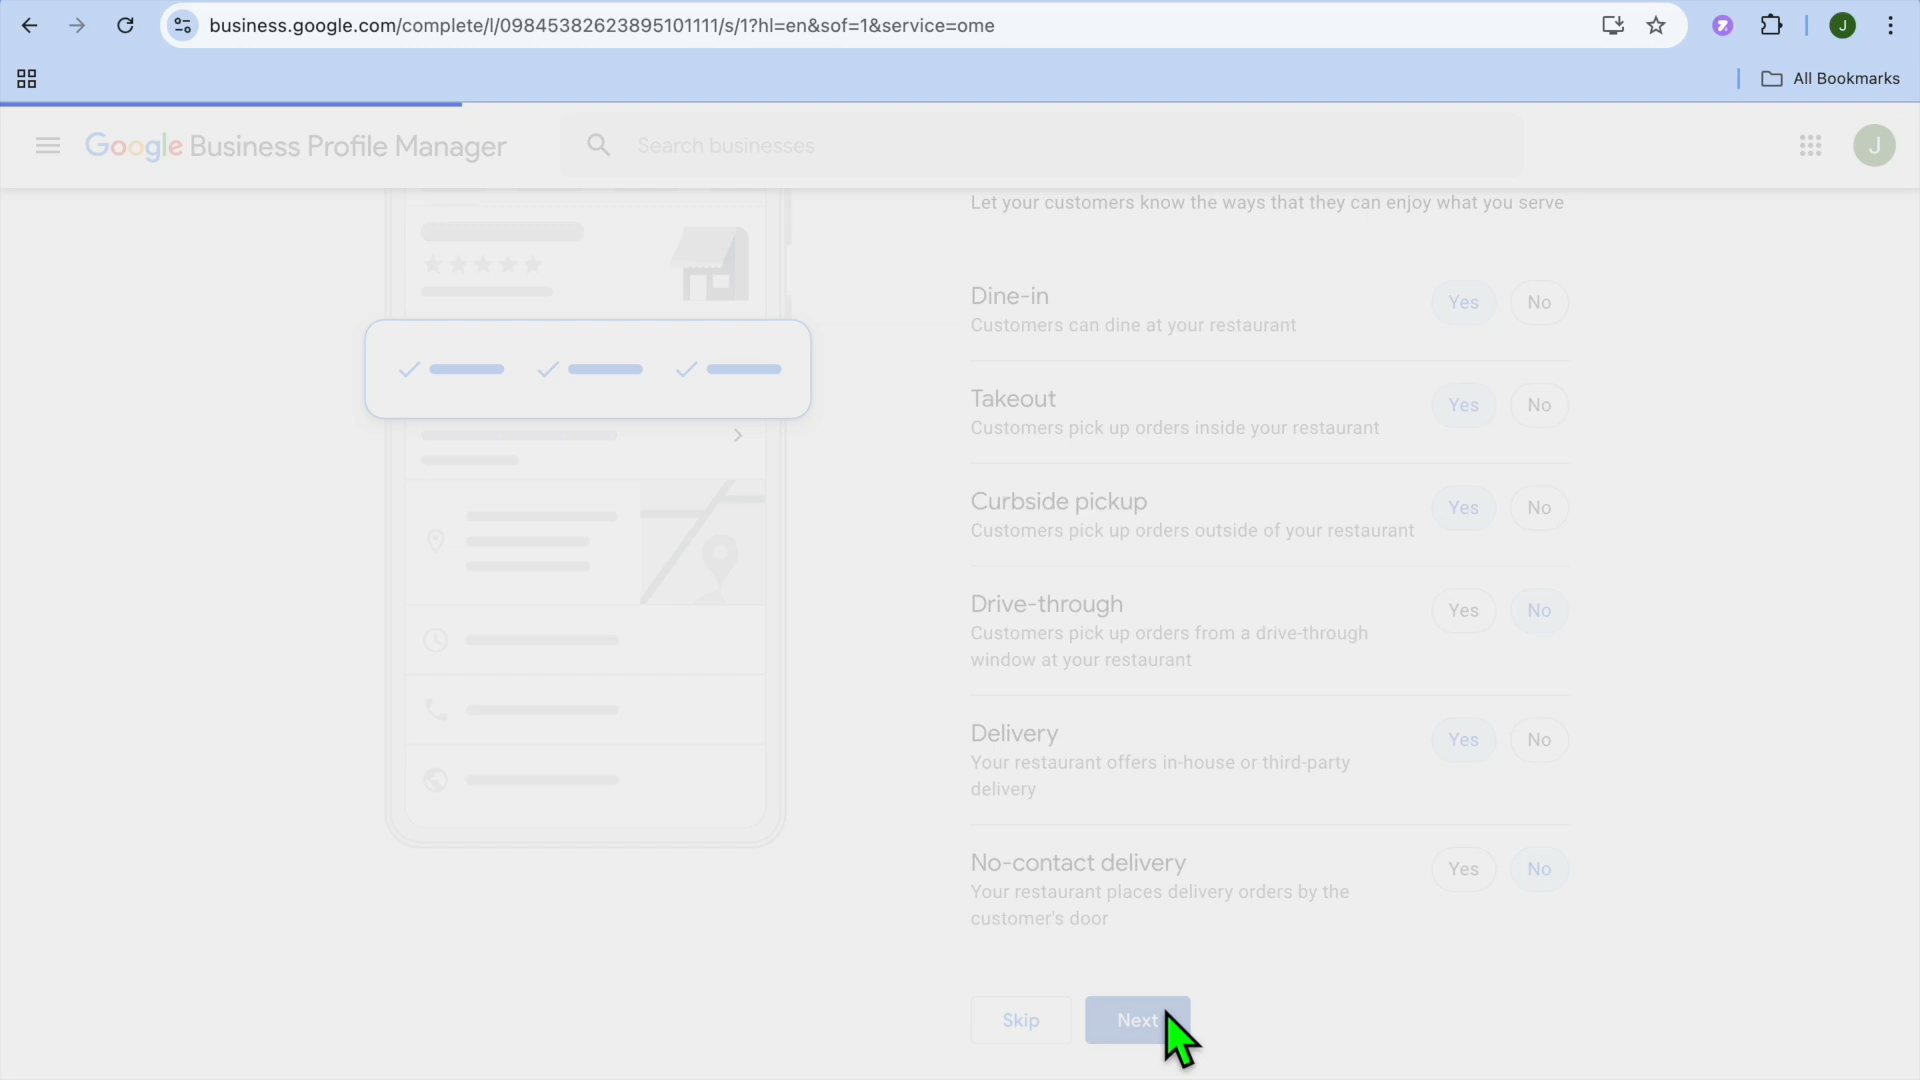 business.google.com/complete/l/09845382623895101111/s/1?hl=en&sof=1&service=ome
J
All Bookmarks
Google Business Profile Manager
Search businesses
J
Let your customers know the ways that they can enjoy what you serve
Dine-in
Yes
No
Customers can dine at your restaurant
Takeout
Yes
No
Customers pick up orders inside your restaurant
Curbside pickup
Yes
No
Customers pick up orders outside of your restaurant
Drive-through
Yes
No
Customers pick up orders from a drive-through
window at your restaurant
Delivery
Yes
No
Your restaurant offers in-house or third-party
delivery
No-contact delivery
Yes
No
Your restaurant places delivery orders by the
customer's door
Skip
Next